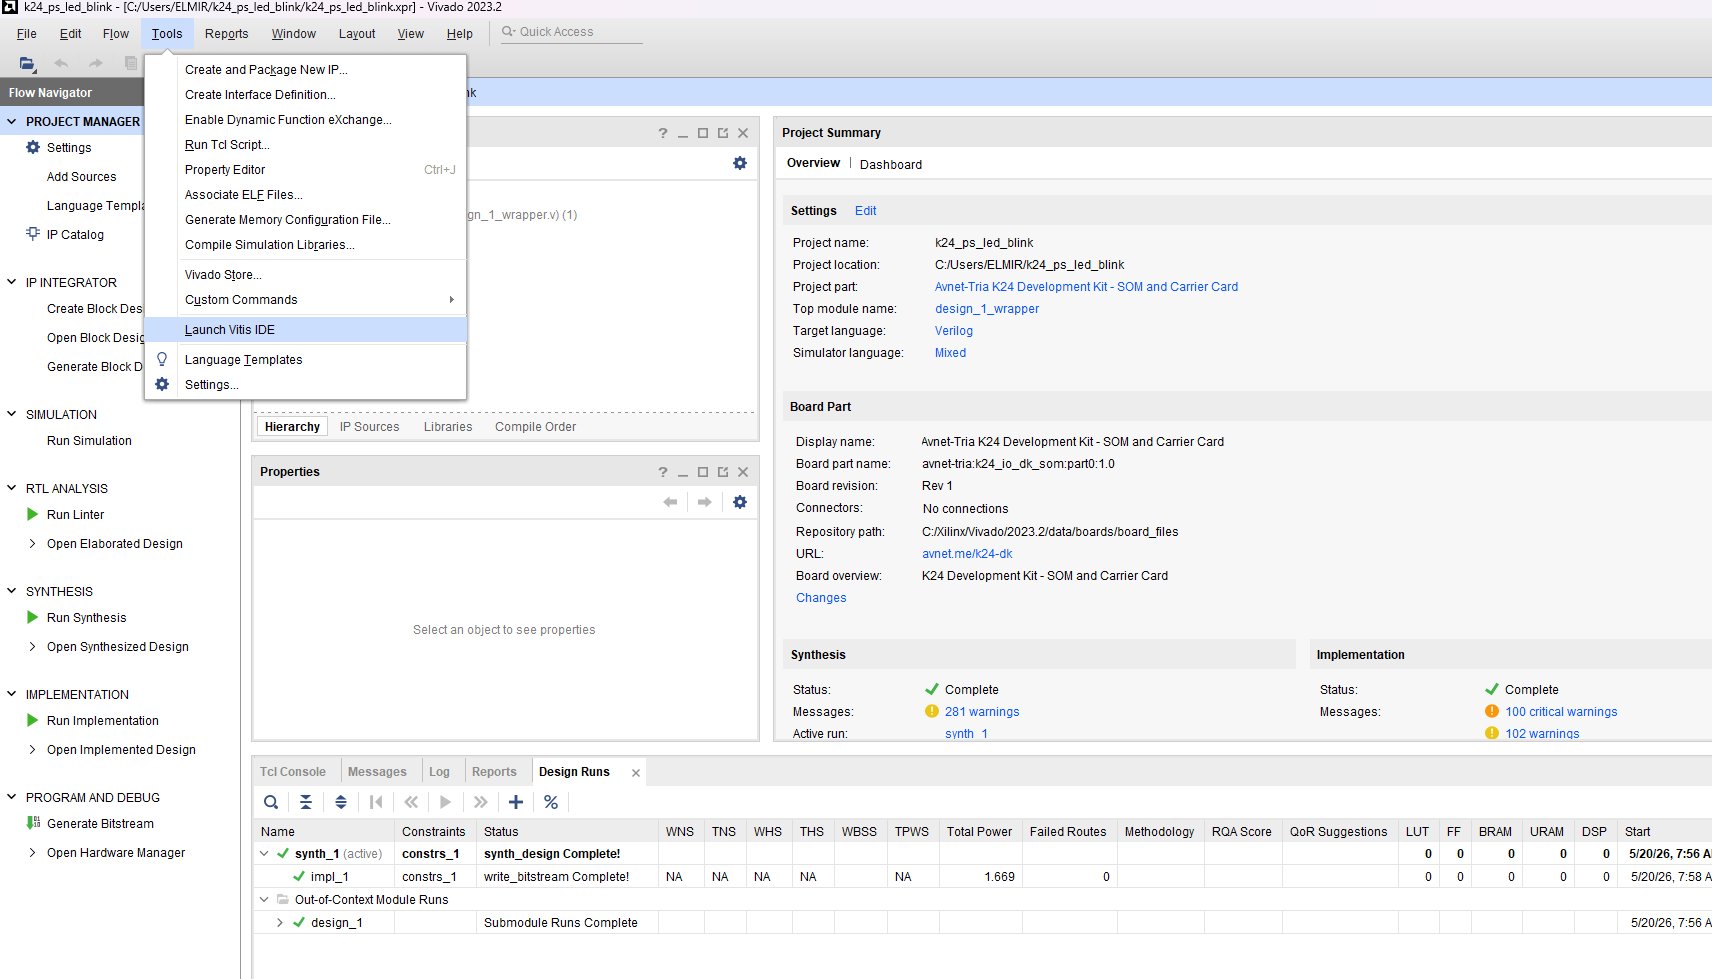 k24_ps_led_blink - [C:/Users/ELMIR/k24_ps_led_blink/k24_ps_led_blink.xpr] - Vivado 2023.2
File Edit Flow Tools Reports Window Layout View Help Quick Access
Flow Navigator
PROJECT MANAGER
Settings
Add Sources
Language Templa
IP Catalog
IP INTEGRATOR
Create Block Des
Open Block Desig
Generate Block D
SIMULATION
Run Simulation
RTL ANALYSIS
Run Linter
Open Elaborated Design
SYNTHESIS
Run Synthesis
Open Synthesized Design
IMPLEMENTATION
Run Implementation
Open Implemented Design
PROGRAM AND DEBUG
Generate Bitstream
Open Hardware Manager
Create and Package New IP...
Create Interface Definition...
Enable Dynamic Function eXchange...
Run Tcl Script...
Property Editor Ctrl+J
Associate ELF Files...
Generate Memory Configuration File...
Compile Simulation Libraries...
Vivado Store...
Custom Commands
Launch Vitis IDE
Language Templates
Settings...
nk
?
gn_1_wrapper.v) (1)
Hierarchy IP Sources Libraries Compile Order
Properties ?
Select an object to see properties
Project Summary
Overview | Dashboard
Settings Edit
Project name: k24_ps_led_blink
Project location: C:/Users/ELMIR/k24_ps_led_blink
Project part: Avnet-Tria K24 Development Kit - SOM and Carrier Card
Top module name: design_1_wrapper
Target language: Verilog
Simulator language: Mixed
Board Part
Display name: Avnet-Tria K24 Development Kit - SOM and Carrier Card
Board part name: avnet-tria:k24_io_dk_som:part0:1.0
Board revision: Rev 1
Connectors: No connections
Repository path: C:/Xilinx/Vivado/2023.2/data/boards/board_files
URL: avnet.me/k24-dk
Board overview: K24 Development Kit - SOM and Carrier Card
Changes
Synthesis
Status: Complete
Messages: 281 warnings
Active run: synth_1
Implementation
Status: Complete
Messages: 100 critical warnings
102 warnings
Tcl Console Messages Log Reports Design Runs
Name Constraints Status WNS TNS WHS THS WBSS TPWS Total Power Failed Routes Methodology RQA Score QoR Suggestions LUT FF BRAM URAM DSP Start
synth_1 (active) constrs_1 synth_design Complete! 0 0 0 0 0 5/20/26, 7:56 A
impl_1 constrs_1 write_bitstream Complete! NA NA NA NA NA 1.669 0 0 0 0 0 0 5/20/26, 7:58 A
Out-of-Context Module Runs
design_1 Submodule Runs Complete 5/20/26, 7:56 A